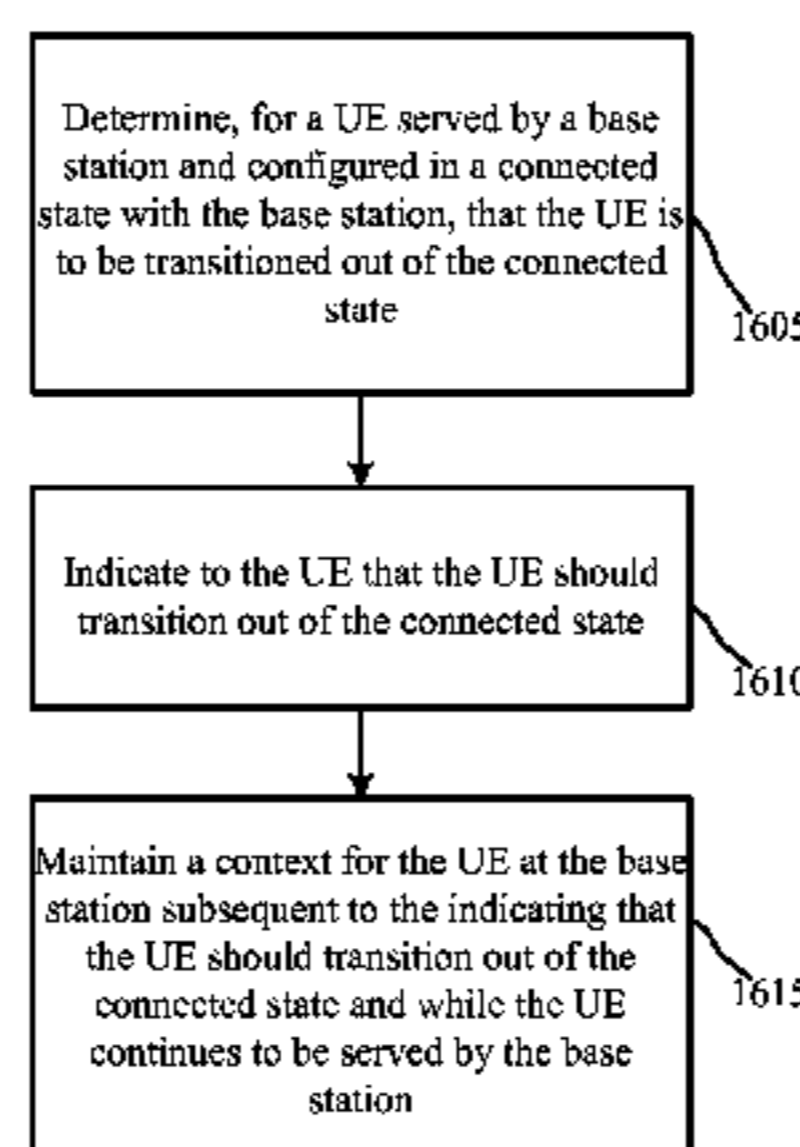 Determine, for a UE served by a base
station and configured in a connected
state with the base station, that the UE is
to be transitioned out of the connected
state
1605
Indicate to the UE that the UE should
transition out of the connected state
1610
Maintain a context for the UE at the base
station subsequent to the indicating that
the UE should transition out of the
connected state and while the UE
continues to be served by the base
station
1615